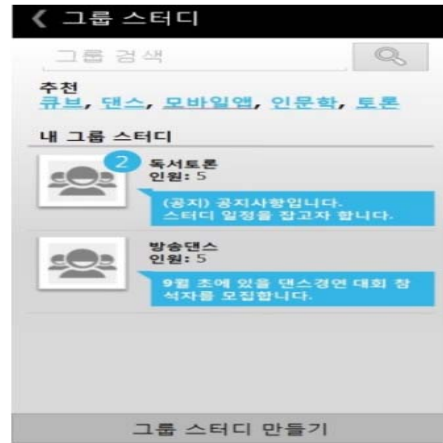 그룹 스터디
그룹 검색
추천
큐브, 댄스, 모바일앱, 인문학, 토론
내 그룹 스터디
2
독서토론
인원: 5
(공지) 공지사항입니다.
스터디 일정을 잡고자 합니다.
방송댄스
인원: 5
9월 초에 있을 댄스경연 대회 참
석자를 모집합니다.
그룹 스터디 만들기